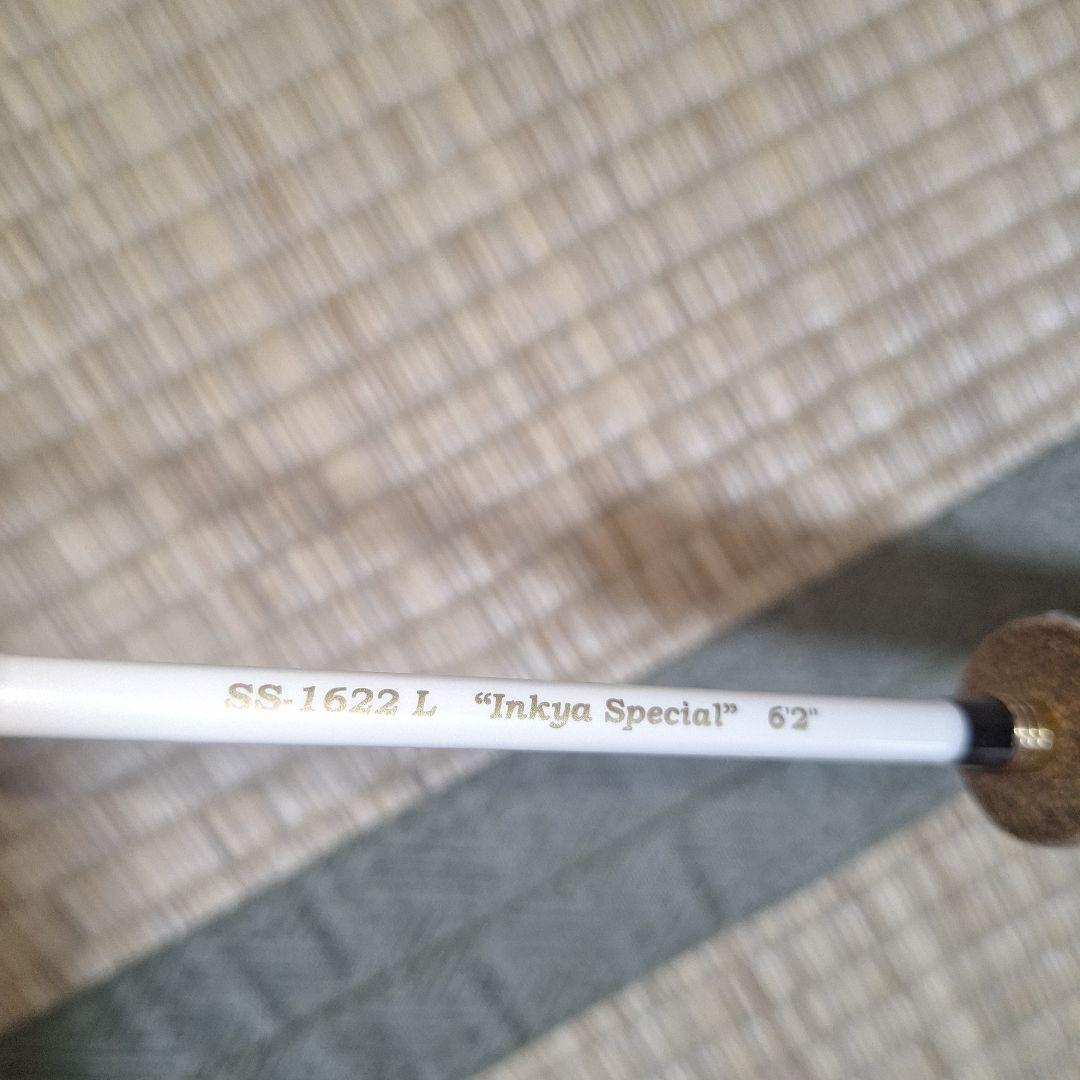 SS-1622 L “Inkya Special” 6'2"